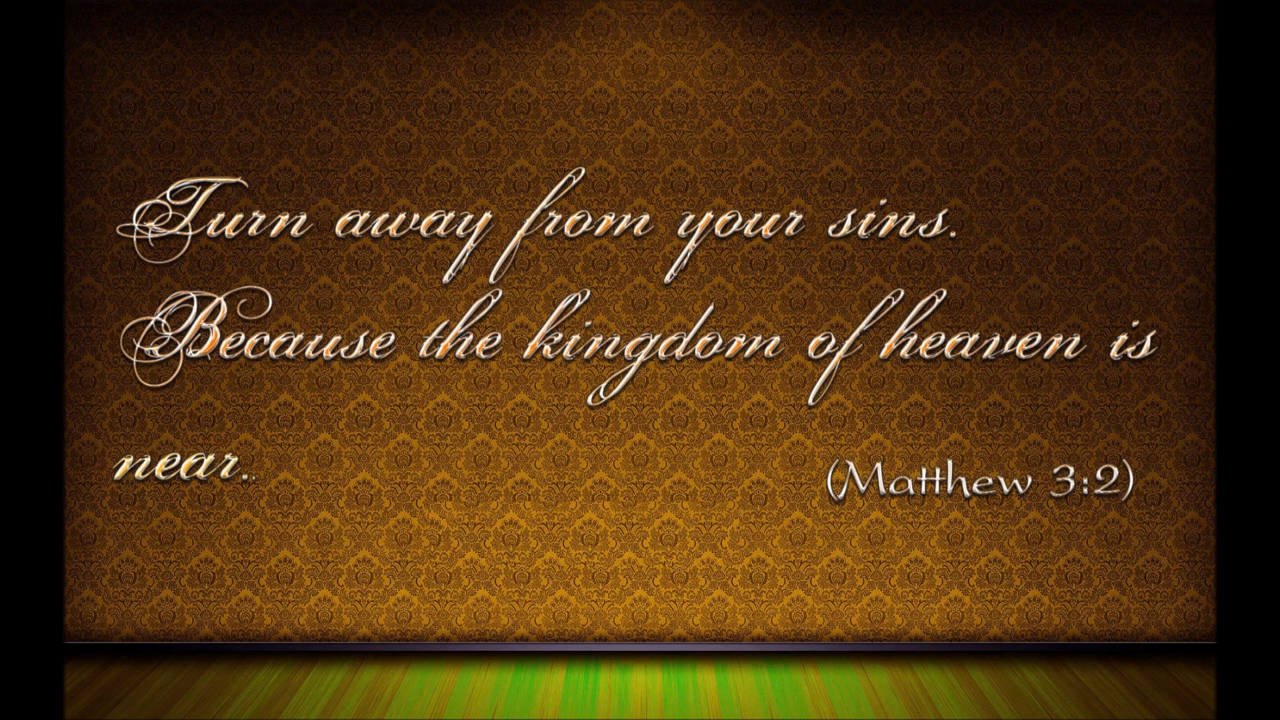 Turn away from your sins.
Because the kingdom of heaven is
near..
(Matthew 3:2)